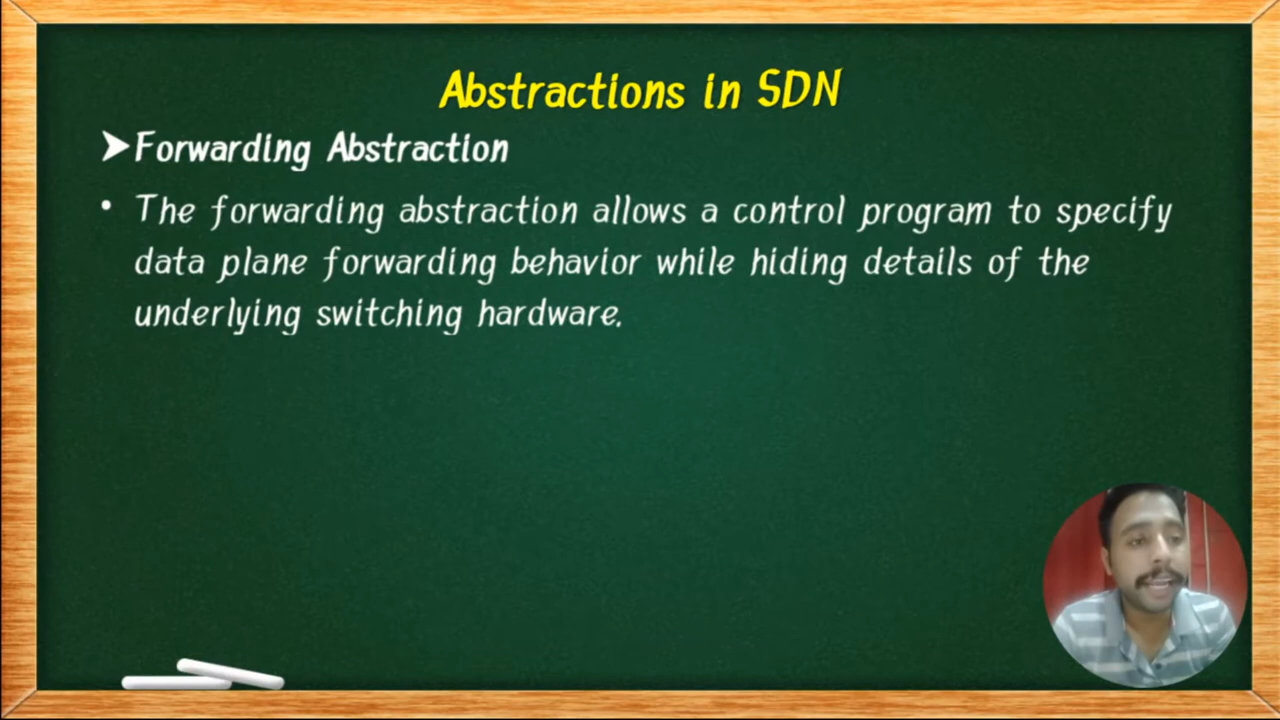 Abstractions in SDN
➤Forwarding Abstraction
• The forwarding abstraction allows a control program to specify
data plane forwarding behavior while hiding details of the
underlying switching hardware.